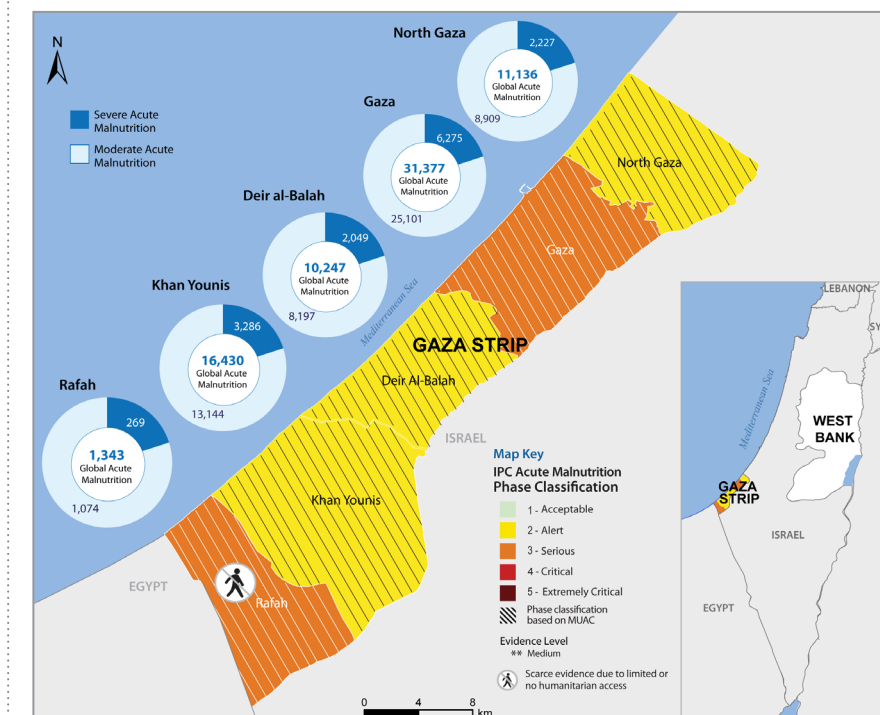 N
Severe Acute
Malnutrition
Moderate Acute
Malnutrition
North Gaza
2,227
11,136
Global Acute
Malnutrition
8,909
Gaza
6,275
31,377
Global Acute
Malnutrition
25,101
Deir al-Balah
2,049
10,247
Global Acute
Malnutrition
8,197
Khan Younis
3,286
16,430
Global Acute
Malnutrition
13,144
Rafah
269
1,343
Global Acute
Malnutrition
1,074
Mediterranean Sea
North Gaza
Gaza
GAZA STRIP
Deir Al-Balah
Khan Younis
Rafah
ISRAEL
EGYPT
Map Key
IPC Acute Malnutrition
Phase Classification
1 - Acceptable
2 - Alert
3 - Serious
4 - Critical
5 - Extremely Critical
Phase classification
based on MUAC
Evidence Level
** Medium
Scarce evidence due to limited or
no humanitarian access
0 4 8
km
LEBANON
SY
Mediterranean Sea
WEST
BANK
GAZA
STRIP
ISRAEL
EGYPT